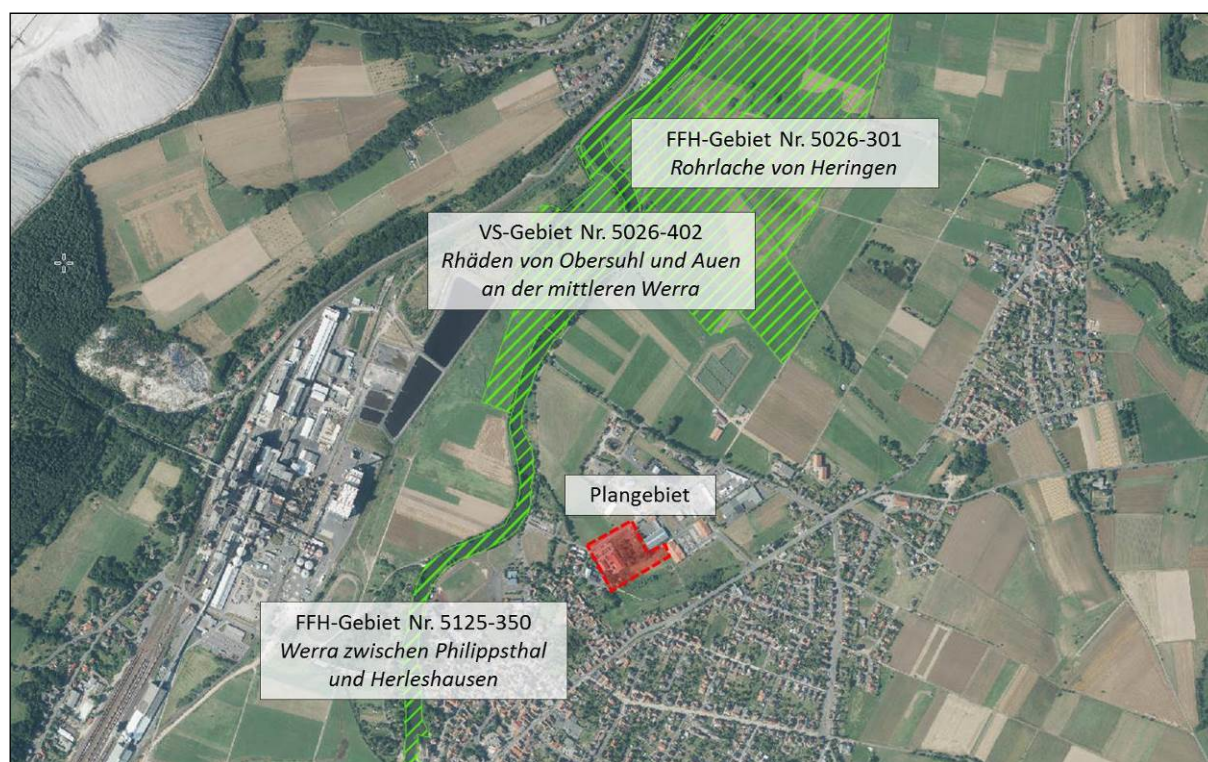 FFH-Gebiet Nr. 5026-301
Rohrlache von Heringen
VS-Gebiet Nr. 5026-402
Rhäden von Obersuhl und Auen
an der mittleren Werra
Plangebiet
FFH-Gebiet Nr. 5125-350
Werra zwischen Philippsthal
und Herleshausen